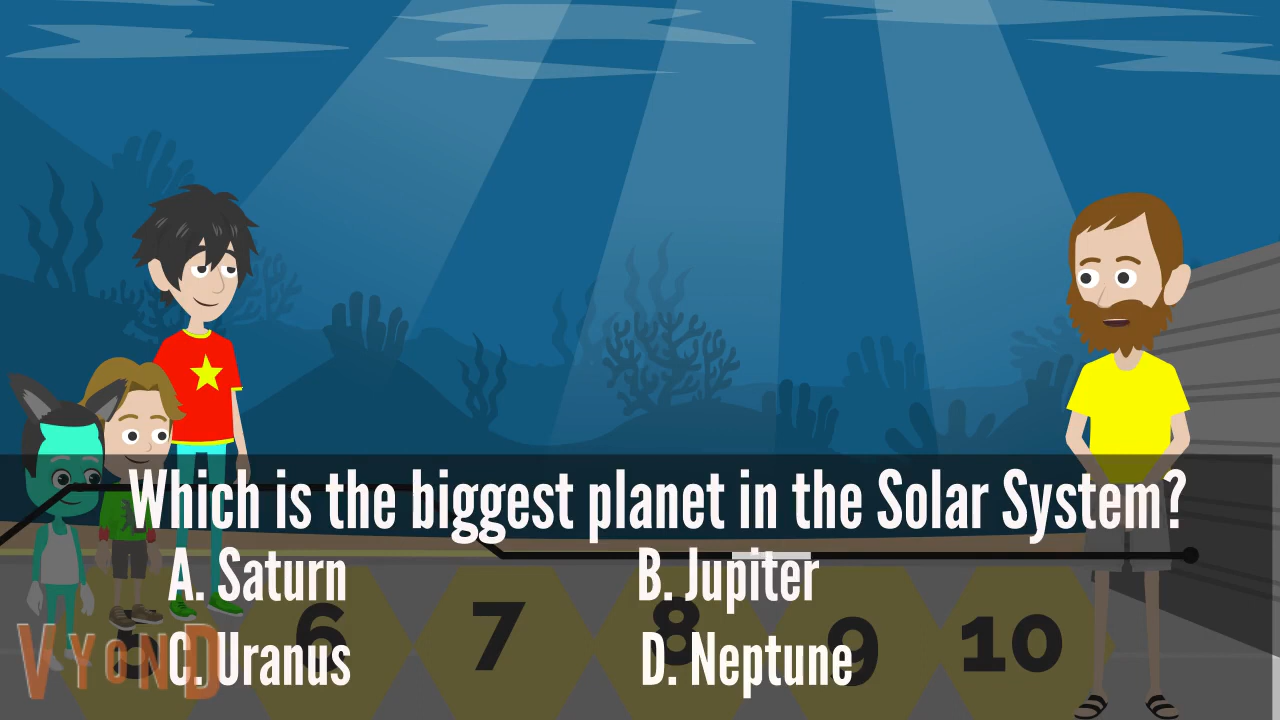 Which is the biggest planet in the Solar System?
A. Saturn B. Jupiter
5 6 7 8 9 10
C. Uranus D. Neptune
VYOND